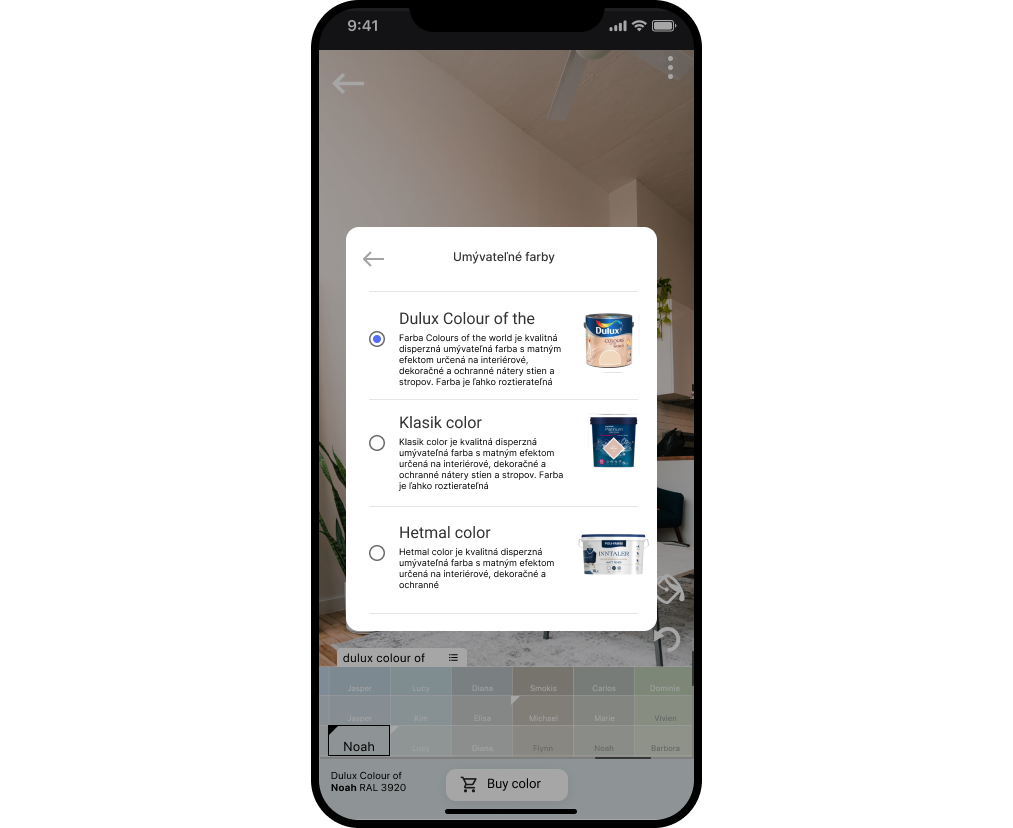 9:41
Umývateľné farby
Dulux Colour of the
Farba Colours of the world je kvalitná
disperzná umývateľná farba s matným
efektom určená na interiérové,
dekoračné a ochranné nátery stien a
stropov. Farba je ľahko roztierateľná
Dulux
COLOURS
Klasik color
Klasik color je kvalitná disperzná
umývateľná farba s matným efektom
určená na interiérové, dekoračné a
ochranné nátery stien a stropov. Farba
je ľahko roztierateľná
Platinum
Hetmal color
Hetmal color je kvalitná disperzná
umývateľná farba s matným efektom
určená na interiérové, dekoračné a
ochranné
INNTALER
dulux colour of
Jasper Lucy Diana Smokis Carlos Dominie
Jasper Kim Elisa Michael Marie Vivien
Noah Lucy Diana Flynn Noah Barbora
Dulux Colour of
Noah RAL 3920
Buy color